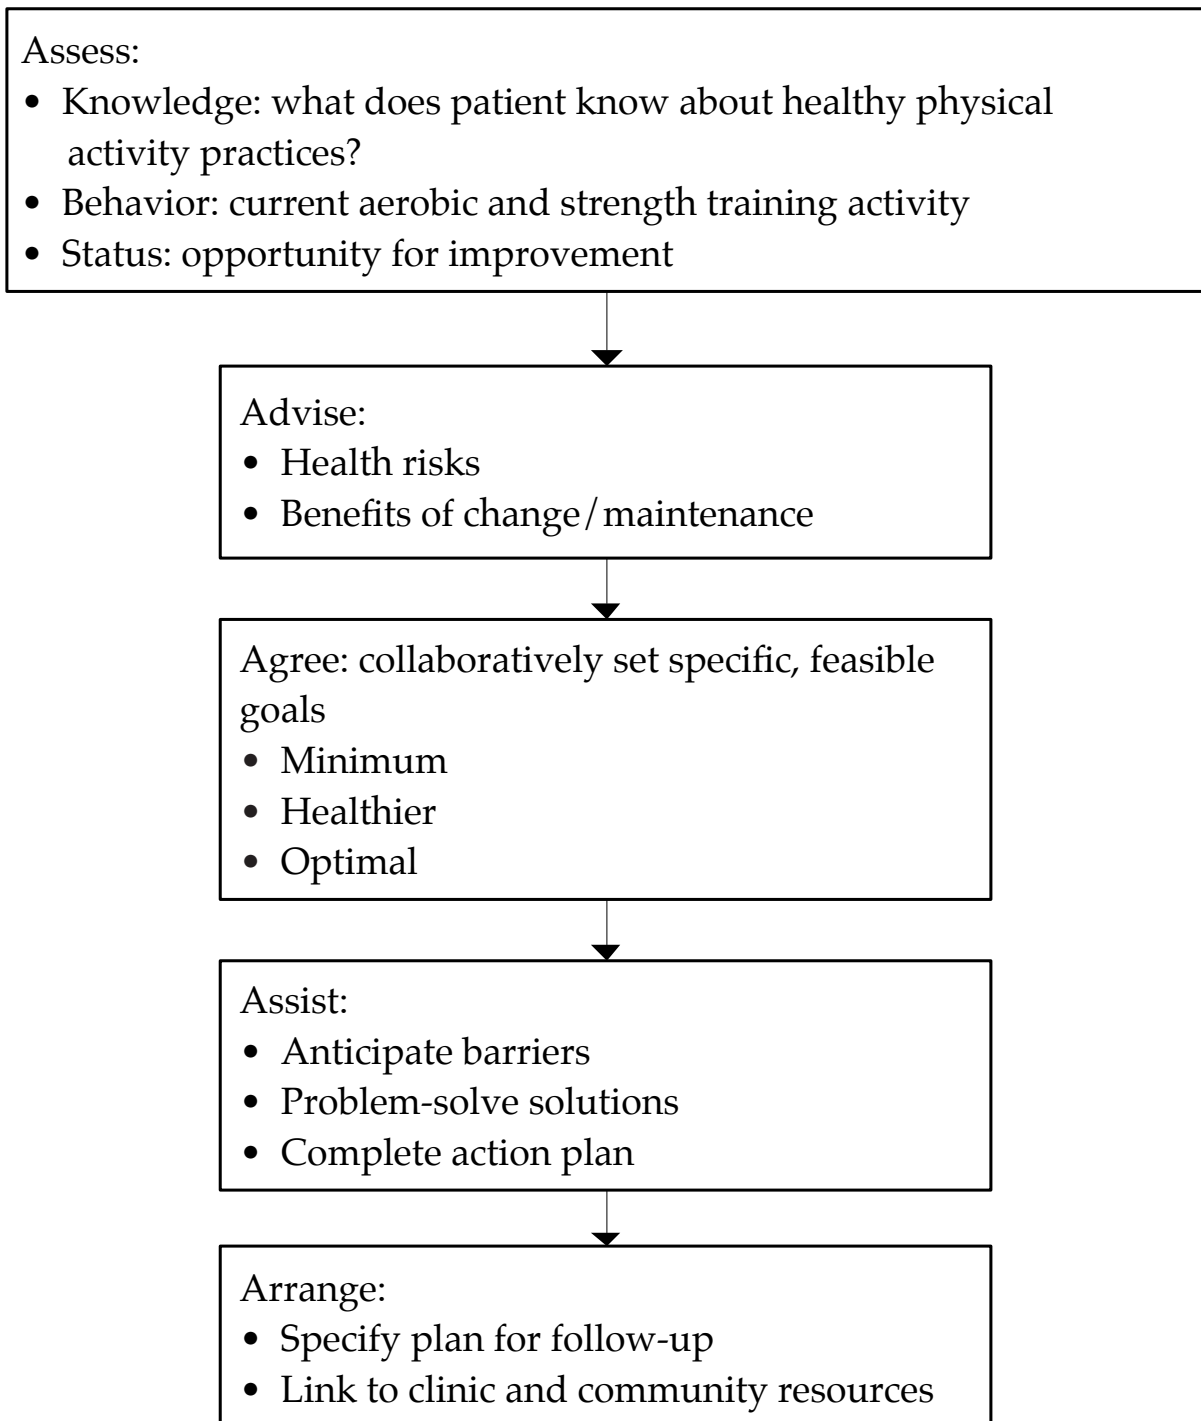 Assess:
• Knowledge: what does patient know about healthy physical
activity practices?
• Behavior: current aerobic and strength training activity
• Status: opportunity for improvement
Advise:
• Health risks
• Benefits of change/maintenance
Agree: collaboratively set specific, feasible
goals
• Minimum
• Healthier
• Optimal
Assist:
• Anticipate barriers
• Problem-solve solutions
• Complete action plan
Arrange:
• Specify plan for follow-up
• Link to clinic and community resources